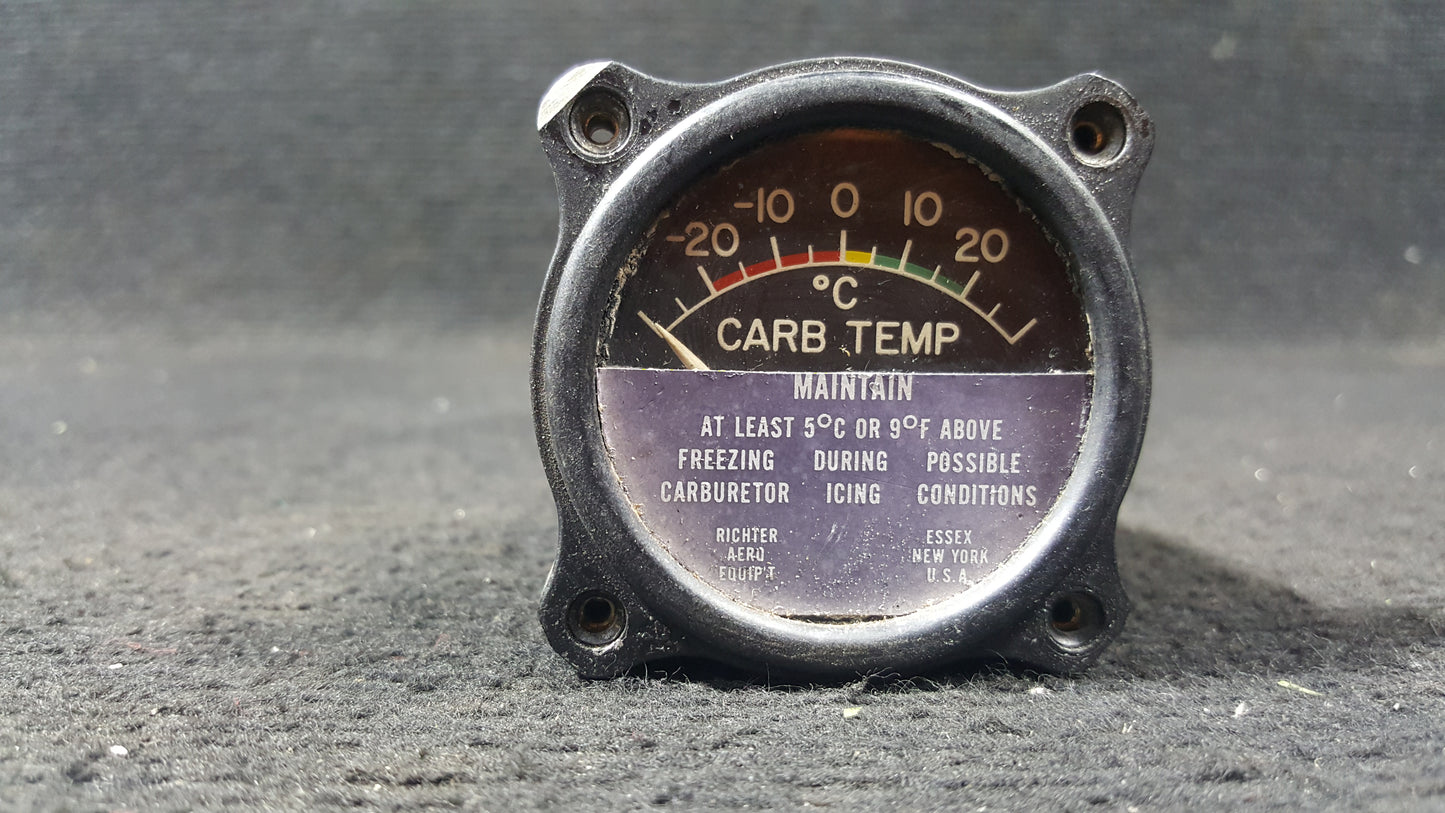 -20 -10 0 10 20
°C
CARB TEMP
MAINTAIN
AT LEAST 5°C OR 9°F ABOVE
FREEZING DURING POSSIBLE
CARBURETOR ICING CONDITIONS
RICHTER
AERO
EQUIP'T
ESSEX
NEW YORK
U.S.A.